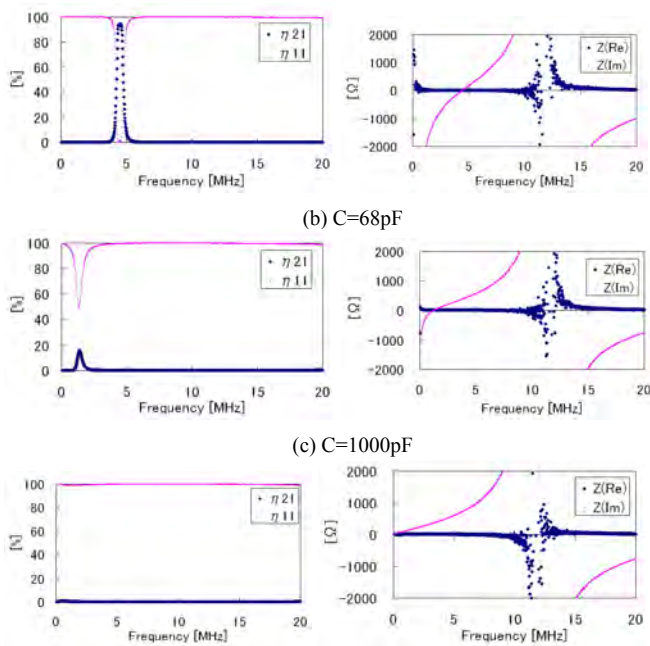 100
80
60
40
20
0
[%]
η21
η11
0 5 10 15 20
Frequency [MHz]
2000
1000
0
-1000
-2000
[Ω]
Z(Re)
Z(Im)
0 5 10 15 20
Frequency [MHz]
(b) C=68pF
100
80
60
40
20
0
[%]
η21
η11
0 5 10 15 20
Frequency [MHz]
2000
1000
0
-1000
-2000
[Ω]
Z(Re)
Z(Im)
0 5 10 15 20
Frequency [MHz]
(c) C=1000pF
100
80
60
40
20
0
[%]
η21
η11
0 5 10 15 20
Frequency [MHz]
2000
1000
0
-1000
-2000
[Ω]
Z(Re)
Z(Im)
0 5 10 15 20
Frequency [MHz]